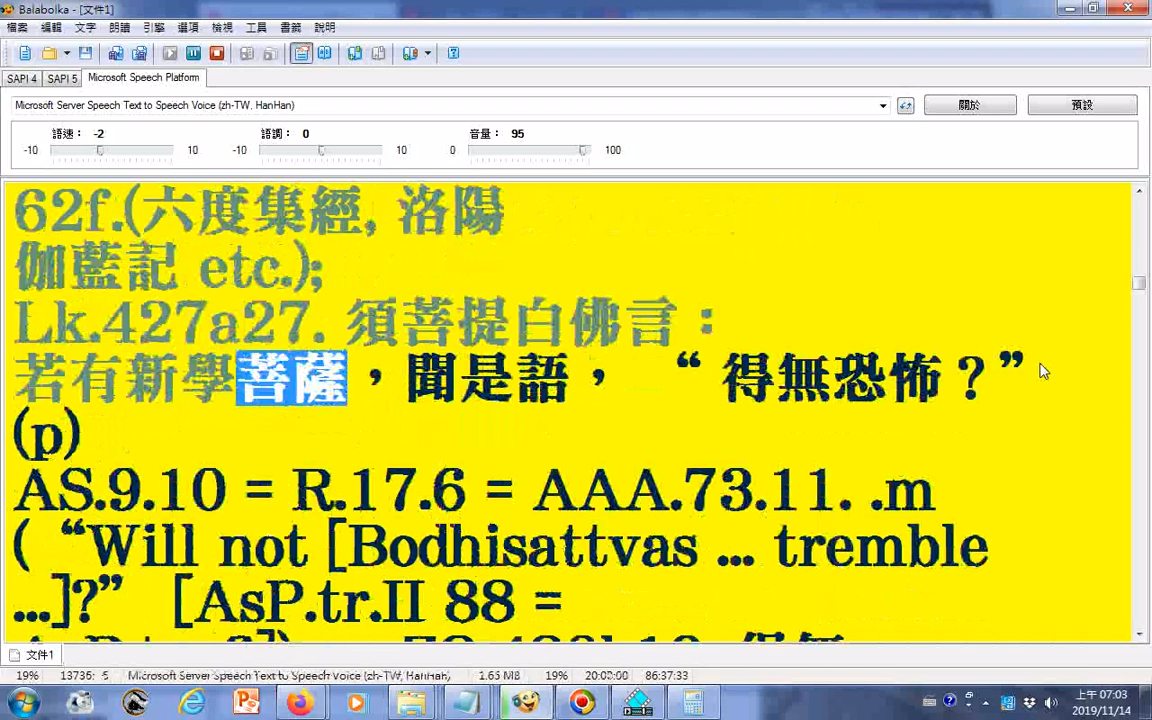 Balabolka - [文件1]
檔案 編輯 文字 朗讀 引擎 選項 檢視 工具 書籤 說明
SAPI 4 SAPI 5 Microsoft Speech Platform
Microsoft Server Speech Text to Speech Voice (zh-TW, HanHan) 關於 預設
語速： -2 語調： 0 音量： 95
-10 10 -10 10 0 100
62f.(六度集經, 洛陽
伽藍記 etc.);
Lk.427a27. 須菩提白佛言：
若有新學菩薩，聞是語，“得無恐怖？”
(p)
AS.9.10 = R.17.6 = AAA.73.11. .m
(“Will not [Bodhisattvas ... tremble
...]?” [AsP.tr.II 88 =
文件1
19% 13735: 5 Microsoft Server Speech Text to Speech Voice (zh-TW, HanHan) 1.65 MB 19% 20:00:00 86:37:33
上午 07:03
2019/11/14